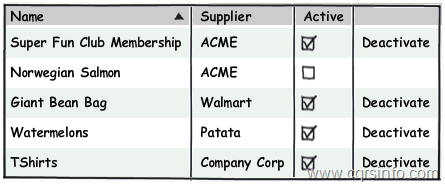 Name Supplier Active
Super Fun Club Membership ACME Deactivate
Norwegian Salmon ACME
Giant Bean Bag Walmart Deactivate
Watermelons Patata Deactivate
TShirts Company Corp Deactivate
www.cqrsinfo.com